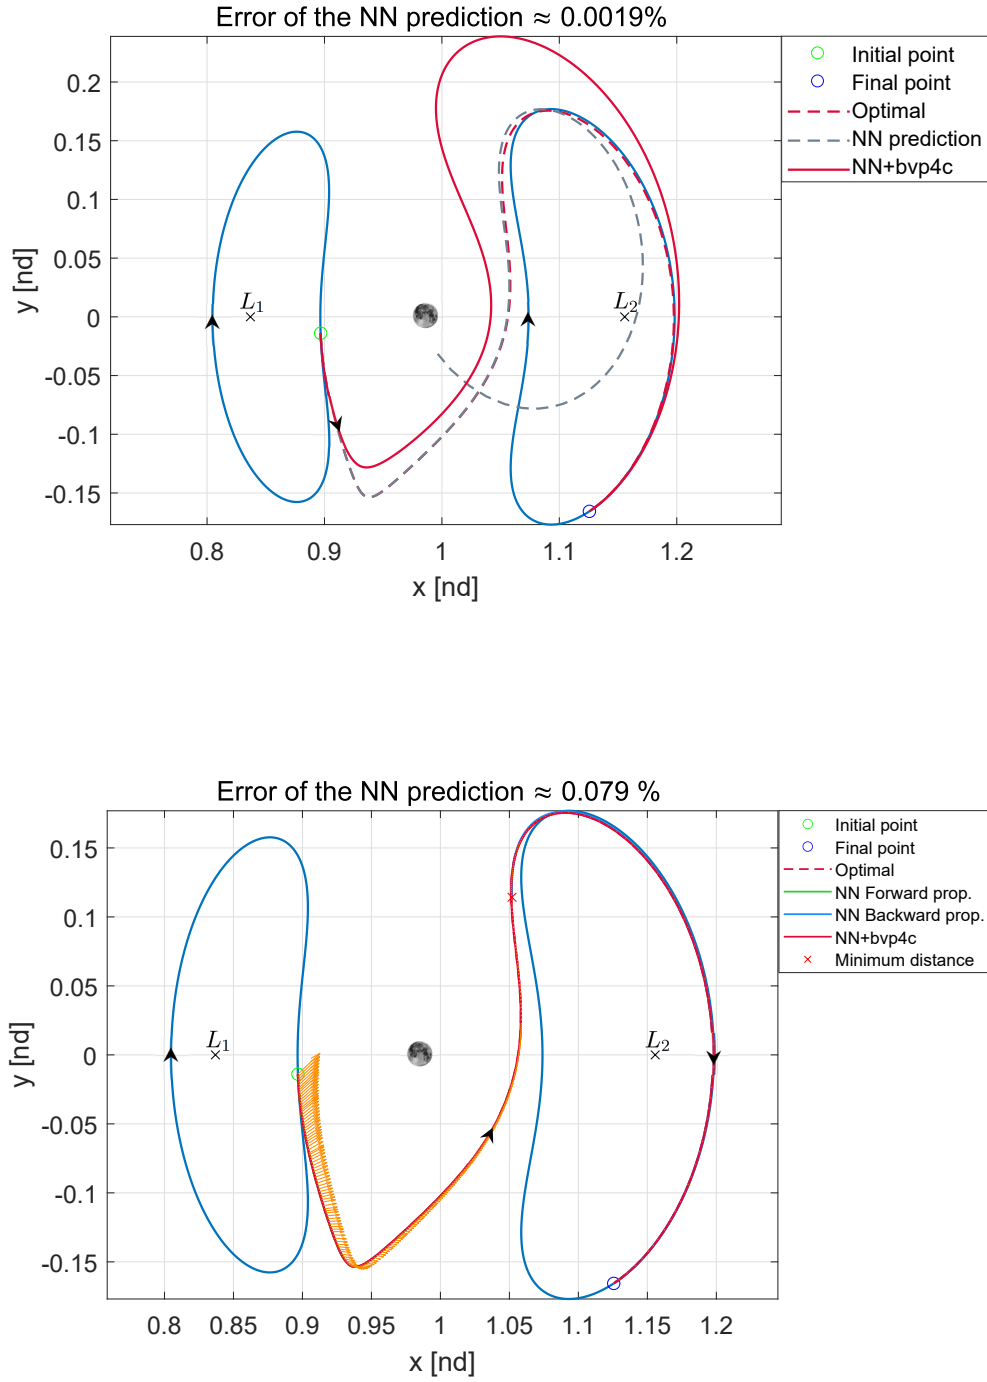 Error of the NN prediction ≈ 0.0019%
Initial point
Final point
Optimal
NN prediction
NN+bvp4c
0.2
0.15
0.1
0.05
0
-0.05
-0.1
-0.15
y [nd]
L1
L2
0.8 0.9 1 1.1 1.2
x [nd]
Error of the NN prediction ≈ 0.079 %
Initial point
Final point
Optimal
NN Forward prop.
NN Backward prop.
NN+bvp4c
Minimum distance
0.15
0.1
0.05
0
-0.05
-0.1
-0.15
y [nd]
L1
L2
0.8 0.85 0.9 0.95 1 1.05 1.1 1.15 1.2
x [nd]